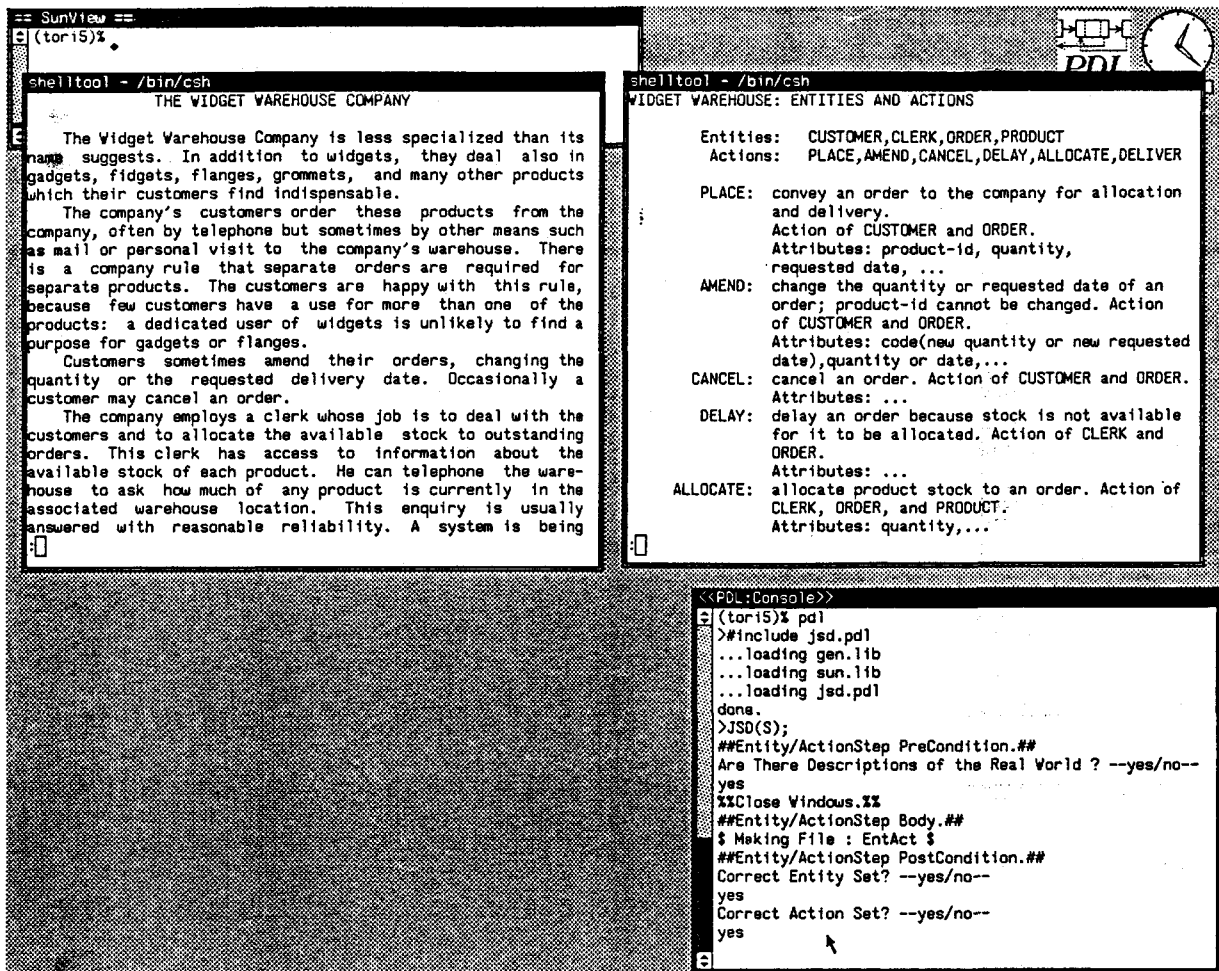 == SunView ==
(tori5)%
PDL
shelltool - /bin/csh
THE WIDGET WAREHOUSE COMPANY
The Widget Warehouse Company is less specialized than its
name suggests. In addition to widgets, they deal also in
gadgets, fidgets, flanges, grommets, and many other products
which their customers find indispensable.
The company's customers order these products from the
company, often by telephone but sometimes by other means such
as mail or personal visit to the company's warehouse. There
is a company rule that separate orders are required for
separate products. The customers are happy with this rule,
because few customers have a use for more than one of the
products: a dedicated user of widgets is unlikely to find a
purpose for gadgets or flanges.
Customers sometimes amend their orders, changing the
quantity or the requested delivery date. Occasionally a
customer may cancel an order.
The company employs a clerk whose job is to deal with the
customers and to allocate the available stock to outstanding
orders. This clerk has access to information about the
available stock of each product. He can telephone the ware-
house to ask how much of any product is currently in the
associated warehouse location. This enquiry is usually
answered with reasonable reliability. A system is being
:
shelltool - /bin/csh
WIDGET WAREHOUSE: ENTITIES AND ACTIONS
Entities: CUSTOMER,CLERK,ORDER,PRODUCT
Actions: PLACE,AMEND,CANCEL,DELAY,ALLOCATE,DELIVER
PLACE: convey an order to the company for allocation
and delivery.
Action of CUSTOMER and ORDER.
Attributes: product-id, quantity,
requested date, ...
AMEND: change the quantity or requested date of an
order; product-id cannot be changed. Action
of CUSTOMER and ORDER.
Attributes: code(new quantity or new requested
date),quantity or date,...
CANCEL: cancel an order. Action of CUSTOMER and ORDER.
Attributes: ...
DELAY: delay an order because stock is not available
for it to be allocated. Action of CLERK and
ORDER.
Attributes: ...
ALLOCATE: allocate product stock to an order. Action of
CLERK, ORDER, and PRODUCT.
Attributes: quantity,...
:
<<PDL:Console>>
(tori5)% pdl
>#include jsd.pdl
...loading gen.lib
...loading sun.lib
...loading jsd.pdl
done.
>JSD(S);
##Entity/ActionStep PreCondition.##
Are There Descriptions of the Real World ? --yes/no--
yes
%%Close Windows.%%
##Entity/ActionStep Body.##
$ Making File : EntAct $
##Entity/ActionStep PostCondition.##
Correct Entity Set? --yes/no--
yes
Correct Action Set? --yes/no--
yes